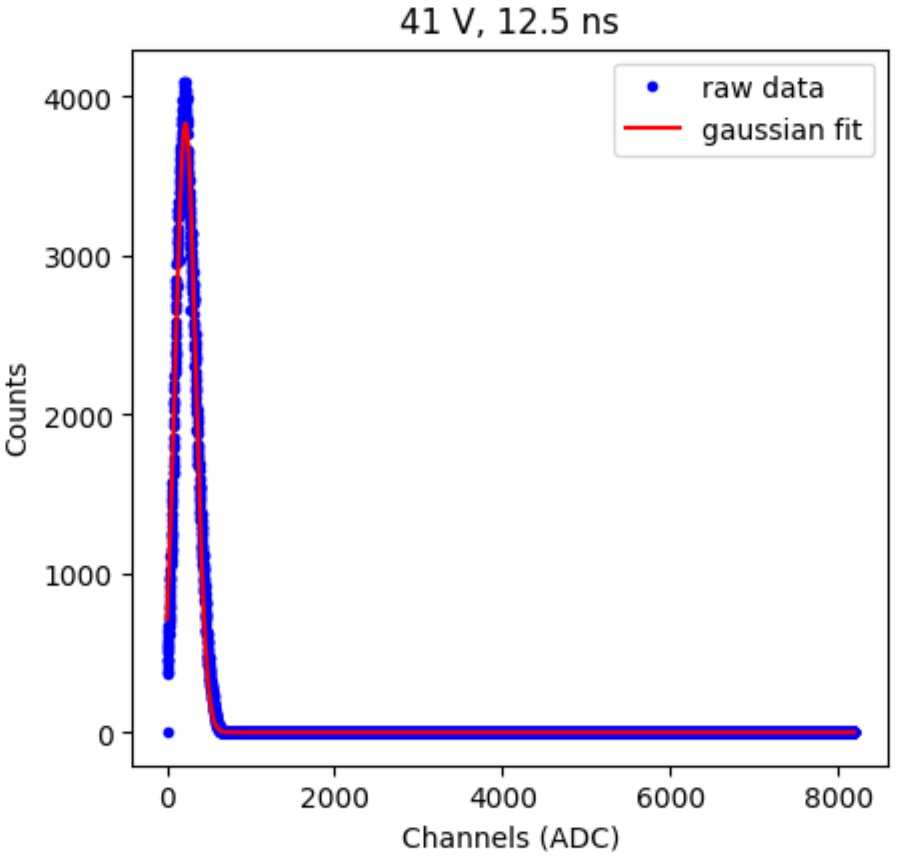 41 V, 12.5 ns
raw data
gaussian fit
4000
3000
2000
1000
0
Counts
0 2000 4000 6000 8000
Channels (ADC)